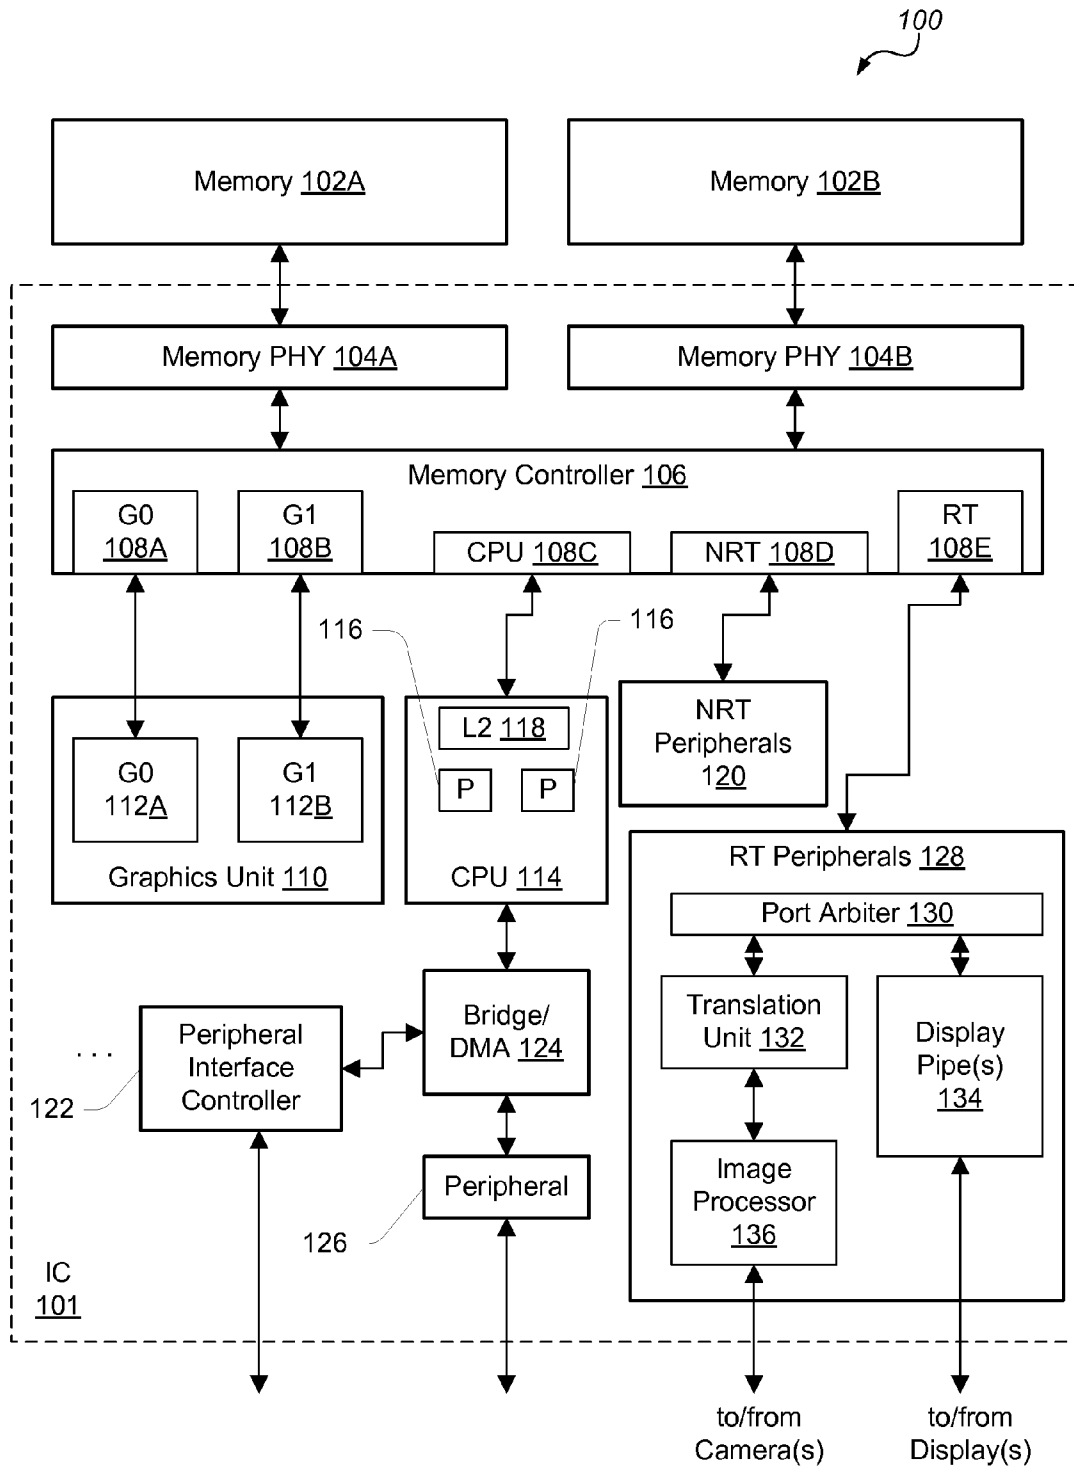 100
Memory 102A
Memory 102B
Memory PHY 104A
Memory PHY 104B
Memory Controller 106
G0
108A
G1
108B
CPU 108C
NRT 108D
RT
108E
116
116
L2 118
P
P
CPU 114
G0
112A
G1
112B
Graphics Unit 110
NRT
Peripherals
120
RT Peripherals 128
Port Arbiter 130
Translation
Unit 132
Display
Pipe(s)
134
Image
Processor
136
Bridge/
DMA 124
Peripheral
Interface
Controller
. . .
122
Peripheral
126
IC
101
to/from
Camera(s)
to/from
Display(s)